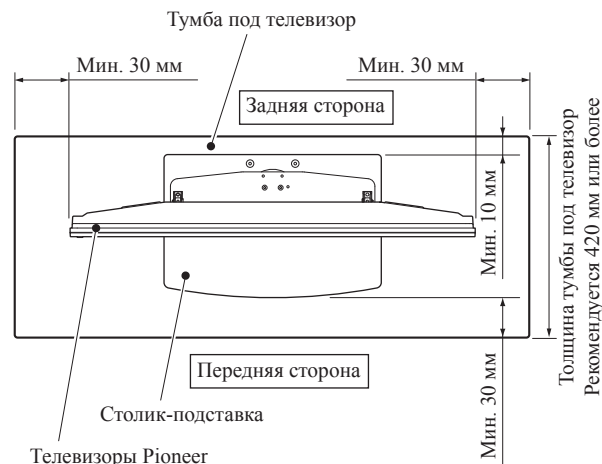 Тумба под телевизор
Мин. 30 мм
Мин. 30 мм
Задняя сторона
Мин. 10 мм
Толщина тумбы под телевизор
Рекомендуется 420 мм или более
Передняя сторона
Мин. 30 мм
Столик-подставка
Телевизоры Pioneer